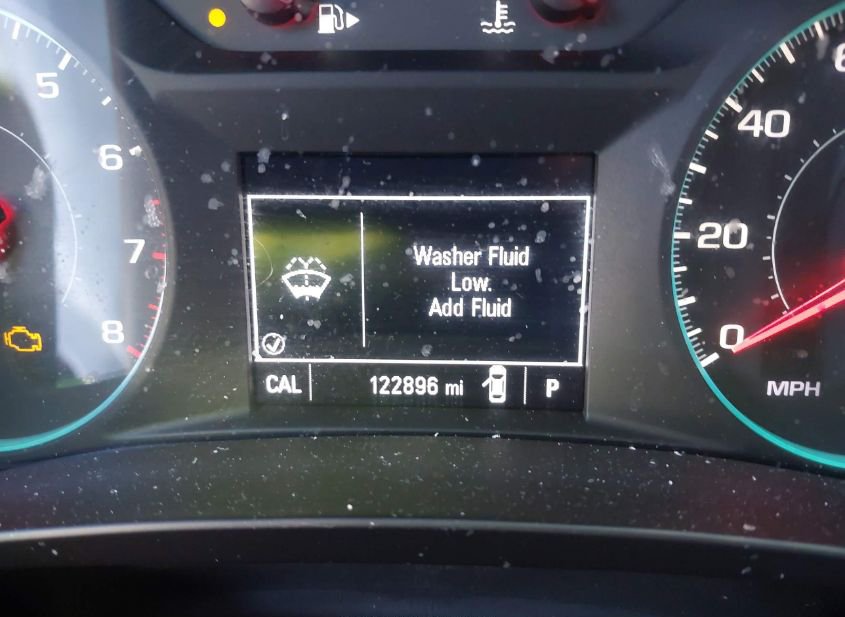 5
6
7
8
Washer Fluid
Low.
Add Fluid
CAL 122896 mi P
40
20
0
MPH